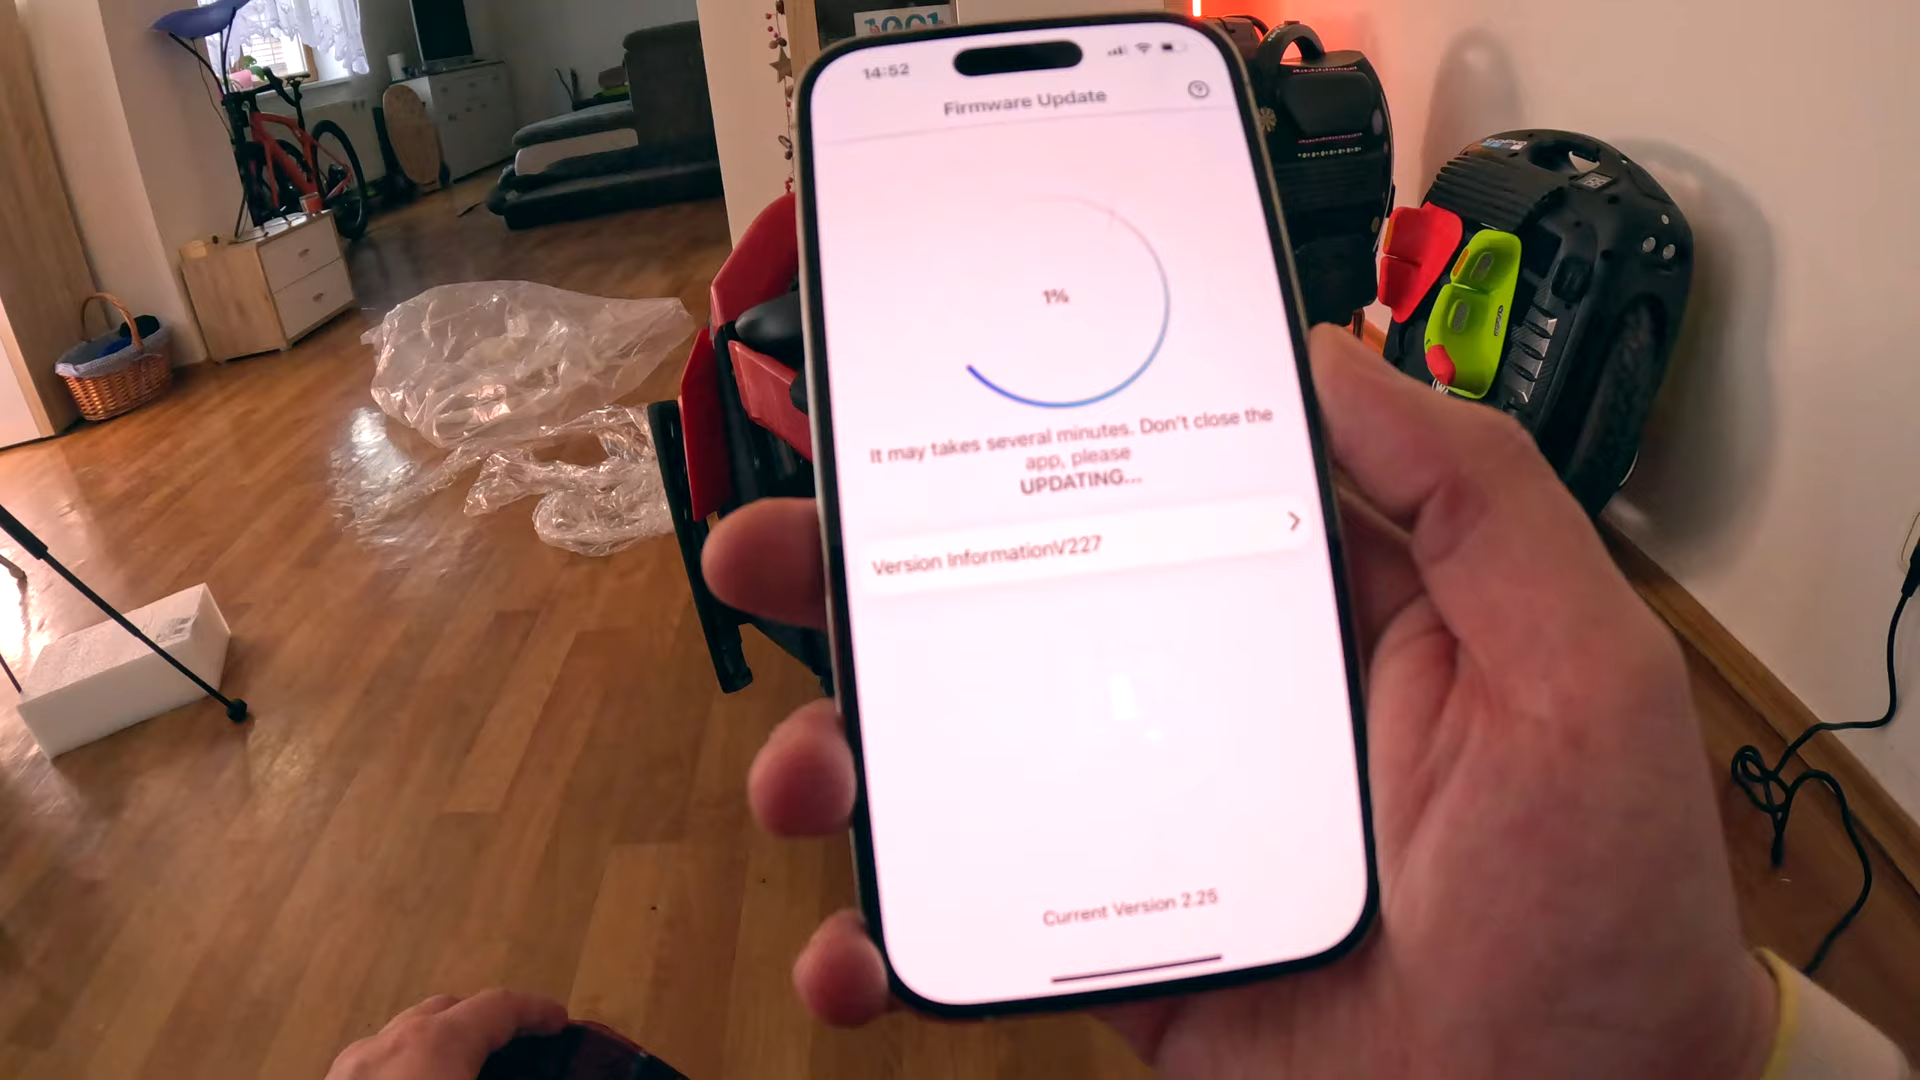 1001
14:52
Firmware Update
1%
It may takes several minutes. Don't close the
app, please
UPDATING...
Version InformationV227
Current Version 2.25